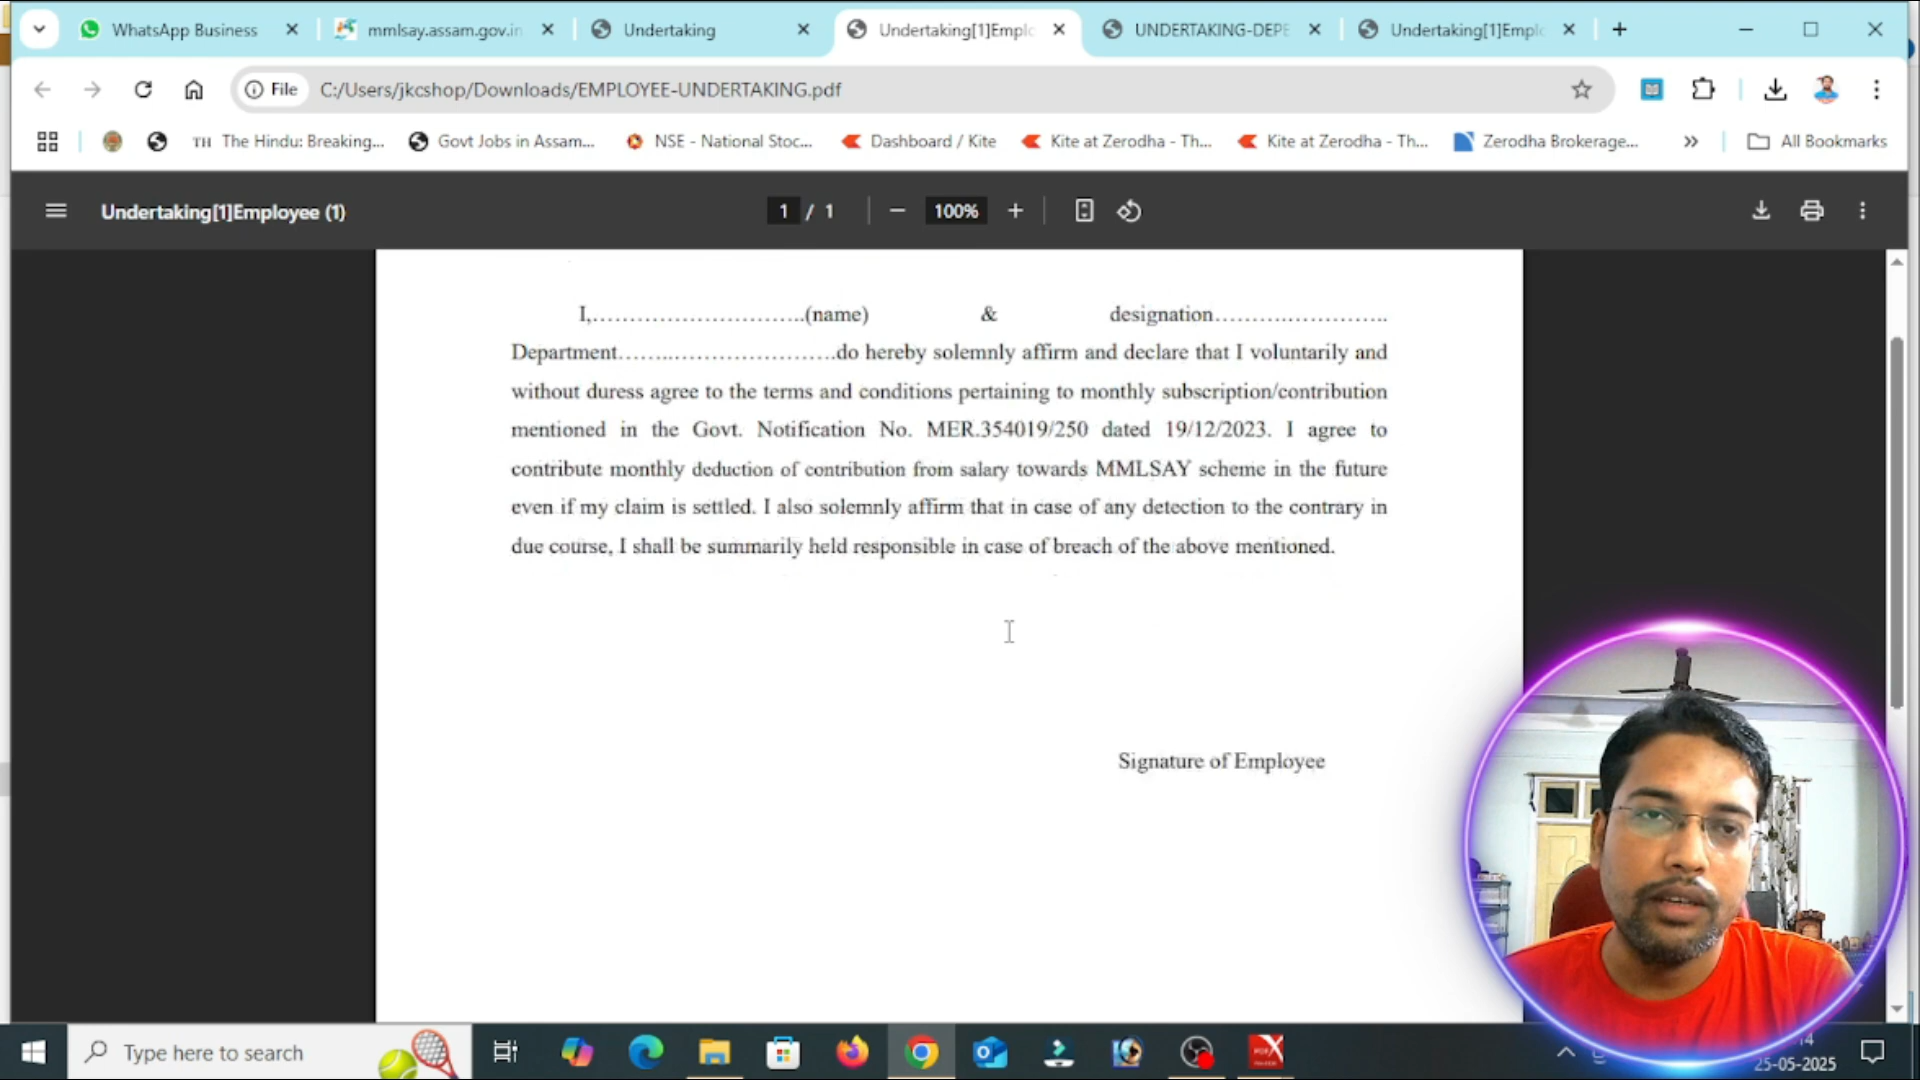 WhatsApp Business
mmlsay.assam.gov.in
Undertaking
Undertaking[1]Emplo
UNDERTAKING-DEPE
Undertaking[1]Emplo
File
C:/Users/jkcshop/Downloads/EMPLOYEE-UNDERTAKING.pdf
TH The Hindu: Breaking...
Govt Jobs in Assam...
NSE - National Stoc...
Dashboard / Kite
Kite at Zerodha - Th...
Kite at Zerodha - Th...
Zerodha Brokerage...
All Bookmarks
Undertaking[1]Employee (1)
1 / 1
100%
I,…………………………..(name) & designation……………………..
Department……..………………….do hereby solemnly affirm and declare that I voluntarily and
without duress agree to the terms and conditions pertaining to monthly subscription/contribution
mentioned in the Govt. Notification No. MER.354019/250 dated 19/12/2023. I agree to
contribute monthly deduction of contribution from salary towards MMLSAY scheme in the future
even if my claim is settled. I also solemnly affirm that in case of any detection to the contrary in
due course, I shall be summarily held responsible in case of breach of the above mentioned.
Signature of Employee
Type here to search
25-05-2025